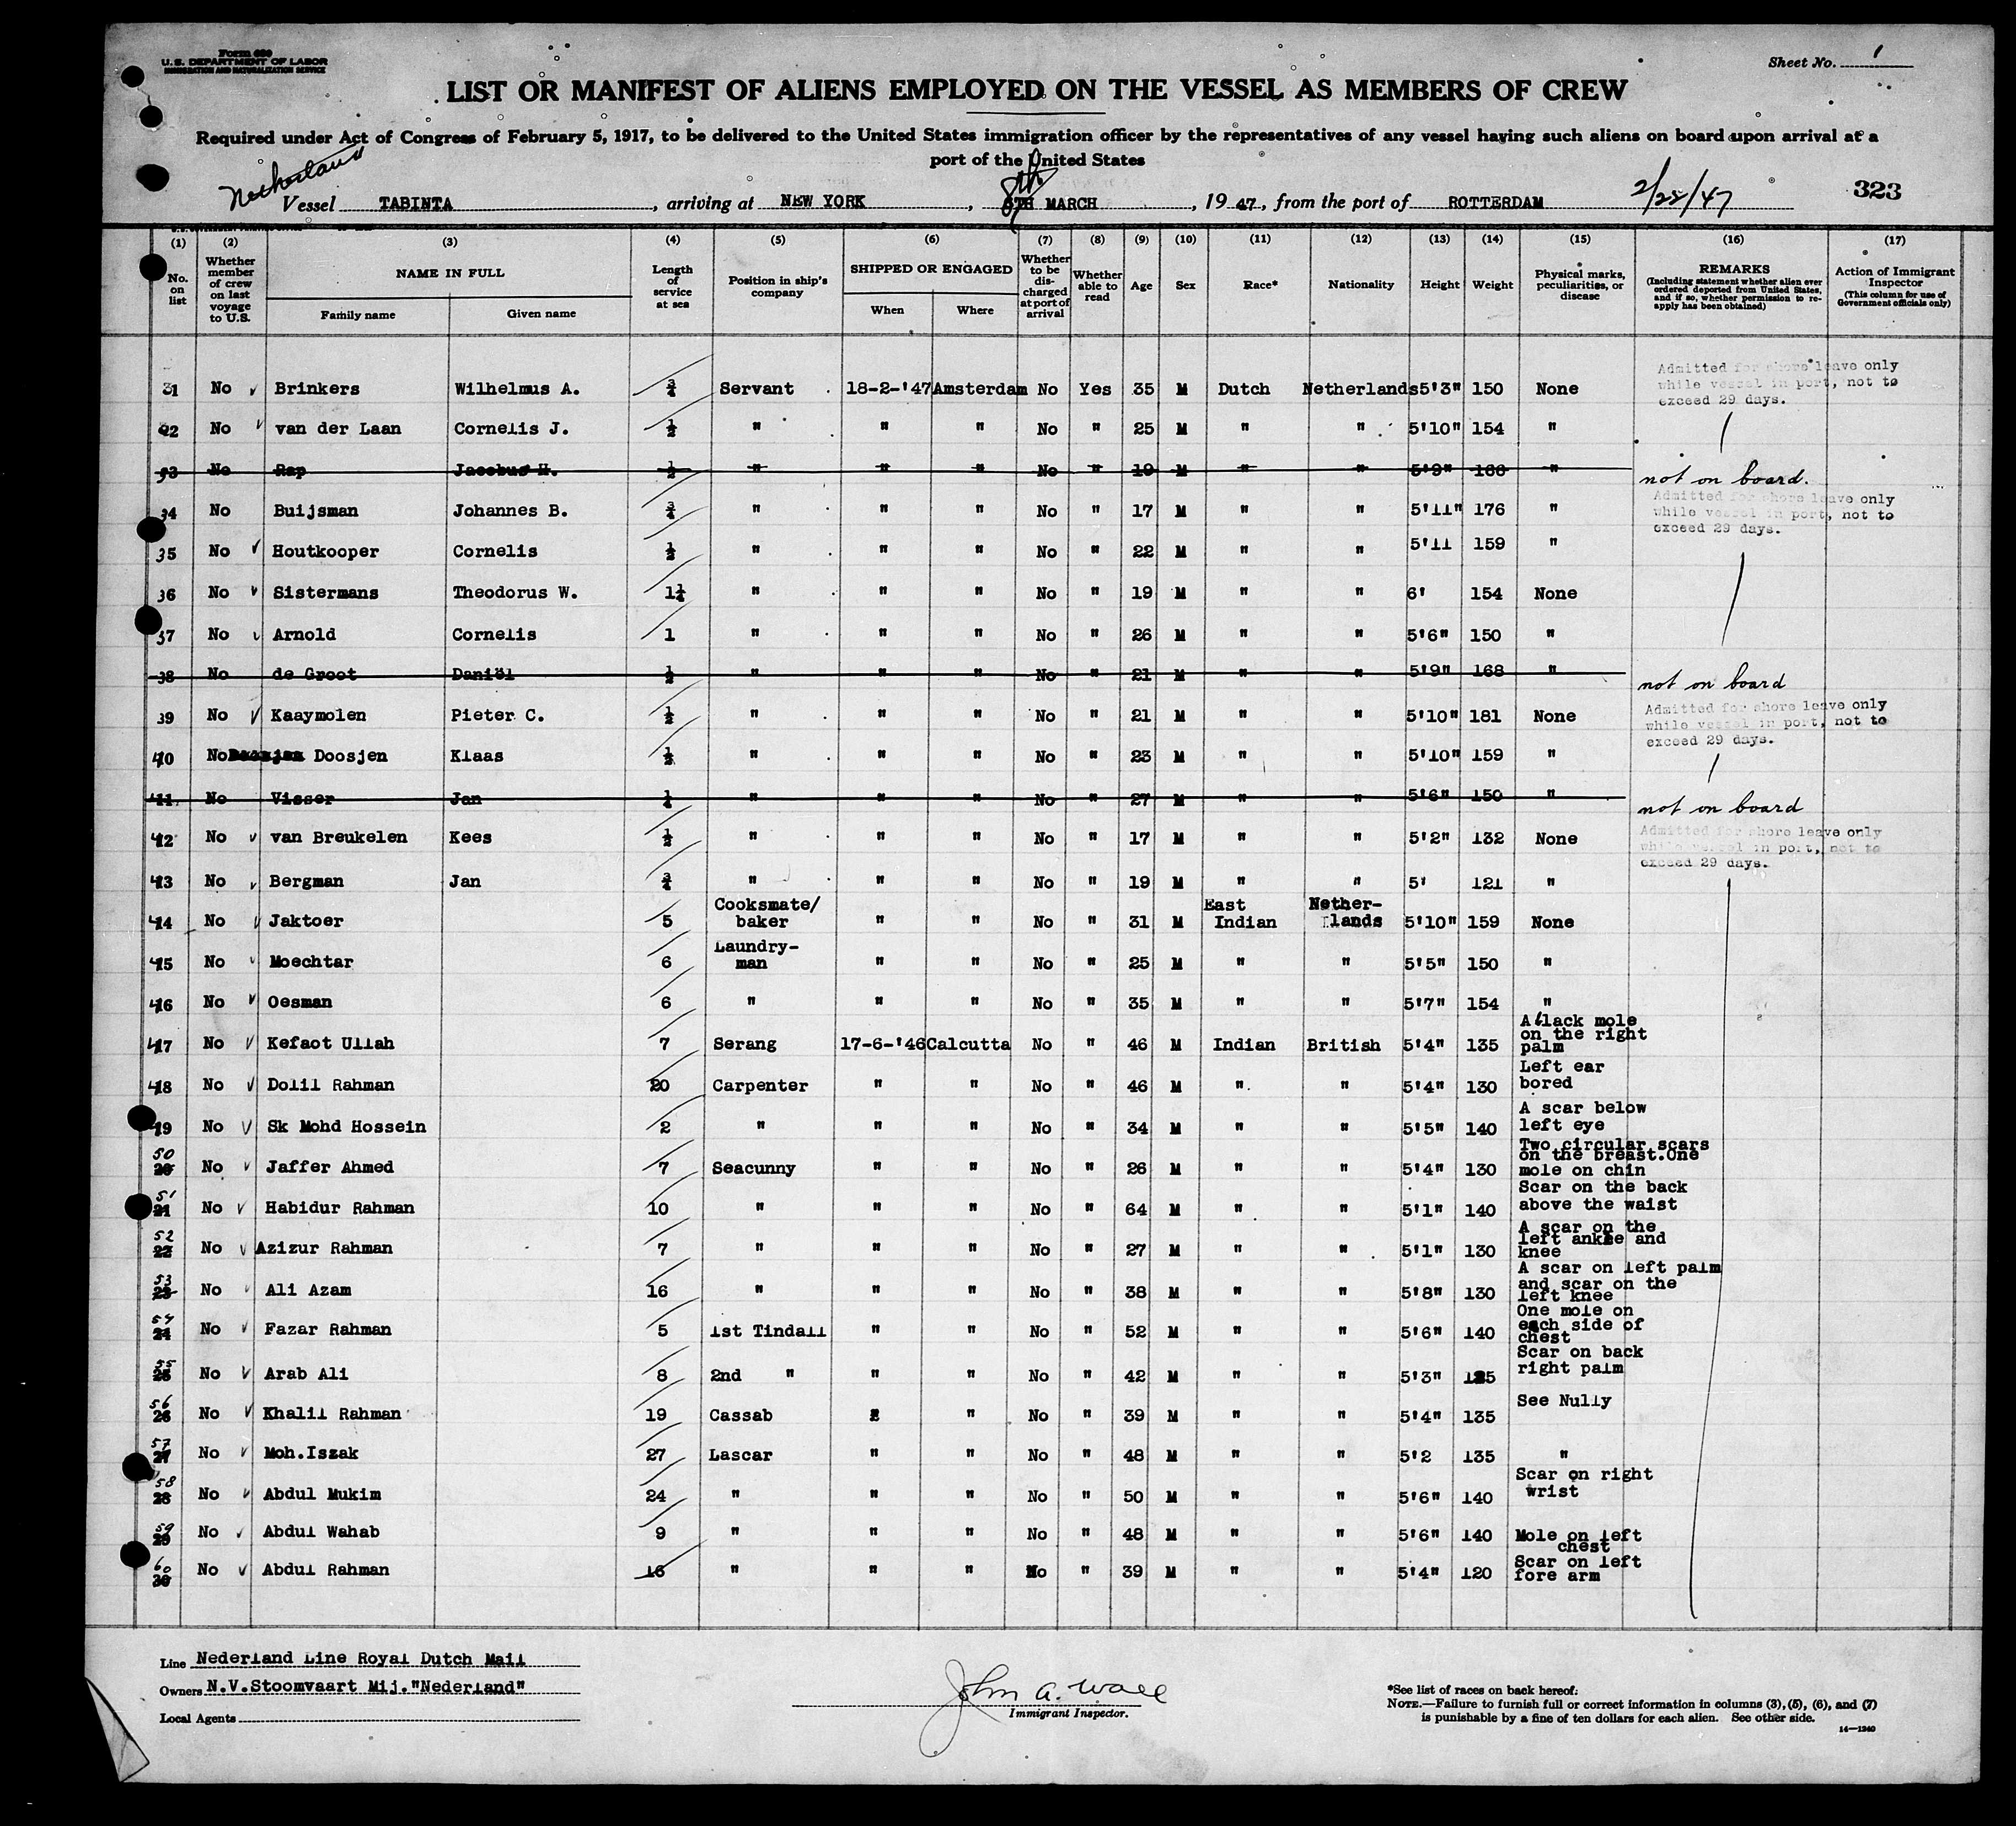 Form 680
U.S. DEPARTMENT OF LABOR
IMMIGRATION AND NATURALIZATION SERVICE
Sheet No. 1
LIST OR MANIFEST OF ALIENS EMPLOYED ON THE VESSEL AS MEMBERS OF CREW
Required under Act of Congress of February 5, 1917, to be delivered to the United States immigration officer by the representatives of any vessel having such aliens on board upon arrival at a
port of the United States
Netherland
Vessel TABINTA, arriving at NEW YORK, 8th MARCH, 19 47, from the port of ROTTERDAM 2/22/47 323
(1) (2) (3) (4) (5) (6) (7) (8) (9) (10) (11) (12) (13) (14) (15) (16) (17)
No. on list
Whether member of crew on last voyage to U.S.
NAME IN FULL
Family name
Given name
Length of service at sea
Position in ship's company
SHIPPED OR ENGAGED
When
Where
Whether to be discharged at port of arrival
Whether able to read
Age
Sex
Race*
Nationality
Height
Weight
Physical marks, peculiarities, or disease
REMARKS
(Including statement whether alien ever ordered deported from United States, and if so, whether permission to reapply has been obtained)
Action of Immigrant Inspector
(This column for use of Government officials only)
31 No Brinkers Wilhelmus A. 3/4 Servant 18-2-'47 Amsterdam No Yes 35 M Dutch Netherlands 5'3" 150 None Admitted for shore leave only while vessel in port, not to exceed 29 days.
32 No van der Laan Cornelis J. 1/2 " " " No " 25 M " " 5'10" 154 "
33 No Rap Jacobus H. 1/2 " " " No " 19 M " " 5'9" 166 " not on board.
34 No Buijsman Johannes B. 3/4 " " " No " 17 M " " 5'11" 176 " Admitted for shore leave only while vessel in port, not to exceed 29 days.
35 No Houtkooper Cornelis 1/2 " " " No " 22 M " " 5'11 159 "
36 No Sistermans Theodorus W. 1 1/4 " " " No " 19 M " " 6' 154 None
37 No Arnold Cornelis 1 " " " No " 26 M " " 5'6" 150 "
38 No de Groot Daniël 1/2 " " " No " 21 M " " 5'9" 168 " not on board
39 No Kaaymolen Pieter C. 1/2 " " " No " 21 M " " 5'10" 181 None Admitted for shore leave only while vessel in port, not to exceed 29 days.
40 No Doosjen Klaas 1/2 " " " No " 23 M " " 5'10" 159 "
41 No Visser Jan 1/4 " " " No " 27 M " " 5'6" 150 " not on board
42 No van Breukelen Kees 1/2 " " " No " 17 M " " 5'2" 132 None Admitted for shore leave only while vessel in port, not to exceed 29 days.
43 No Bergman Jan 3/4 " " " No " 19 M " " 5' 121 "
44 No Jaktoer 5 Cooksmate/ baker " " No " 31 M East Indian Nether- lands 5'10" 159 None
45 No Moechtar 6 Laundry- man " " No " 25 M " " 5'5" 150 "
46 No Oesman 6 " " " No " 35 M " " 5'7" 154 "
47 No Kefaot Ullah 7 Serang 17-6-'46 Calcutta No " 46 M Indian British 5'4" 135 A black mole on the right palm
48 No Dolil Rahman 20 Carpenter " " No " 46 M " " 5'4" 130 Left ear bored
49 No Sk Mohd Hossein 2 " " " No " 34 M " " 5'5" 140 A scar below left eye
50 20 No Jaffer Ahmed 7 Seacunny " " No " 26 M " " 5'4" 130 Two circular scars on the breast.One mole on chin
51 21 No Habidur Rahman 10 " " " No " 64 M " " 5'1" 140 Scar on the back above the waist
52 22 No Azizur Rahman 7 " " " No " 27 M " " 5'1" 130 A scar on the left ankle and knee
53 23 No Ali Azam 16 " " " No " 38 M " " 5'8" 130 A scar on left palm and scar on the left knee
54 24 No Fazar Rahman 5 1st Tindall " " No " 52 M " " 5'6" 140 One mole on each side of chest
55 25 No Arab Ali 8 2nd " " " No " 42 M " " 5'3" 125 Scar on back right palm
56 26 No Khalil Rahman 19 Cassab " " No " 39 M " " 5'4" 135 See Nully
57 27 No Moh.Iszak 27 Lascar " " No " 48 M " " 5'2 135 "
58 28 No Abdul Mukim 24 " " " No " 50 M " " 5'6" 140 Scar on right wrist
59 29 No Abdul Wahab 9 " " " No " 48 M " " 5'6" 140 Mole on left chest
60 30 No Abdul Rahman 16 " " " No " 39 M " " 5'4" 120 Scar on left fore arm
Line Nederland Line Royal Dutch Mail
Owners N.V.Stoomvaart Mij."Nederland"
Local Agents
John A. Wall
Immigrant Inspector.
*See list of races on back hereof.
NOTE.—Failure to furnish full or correct information in columns (3), (5), (6), and (7)
is punishable by a fine of ten dollars for each alien. See other side.
14—1240